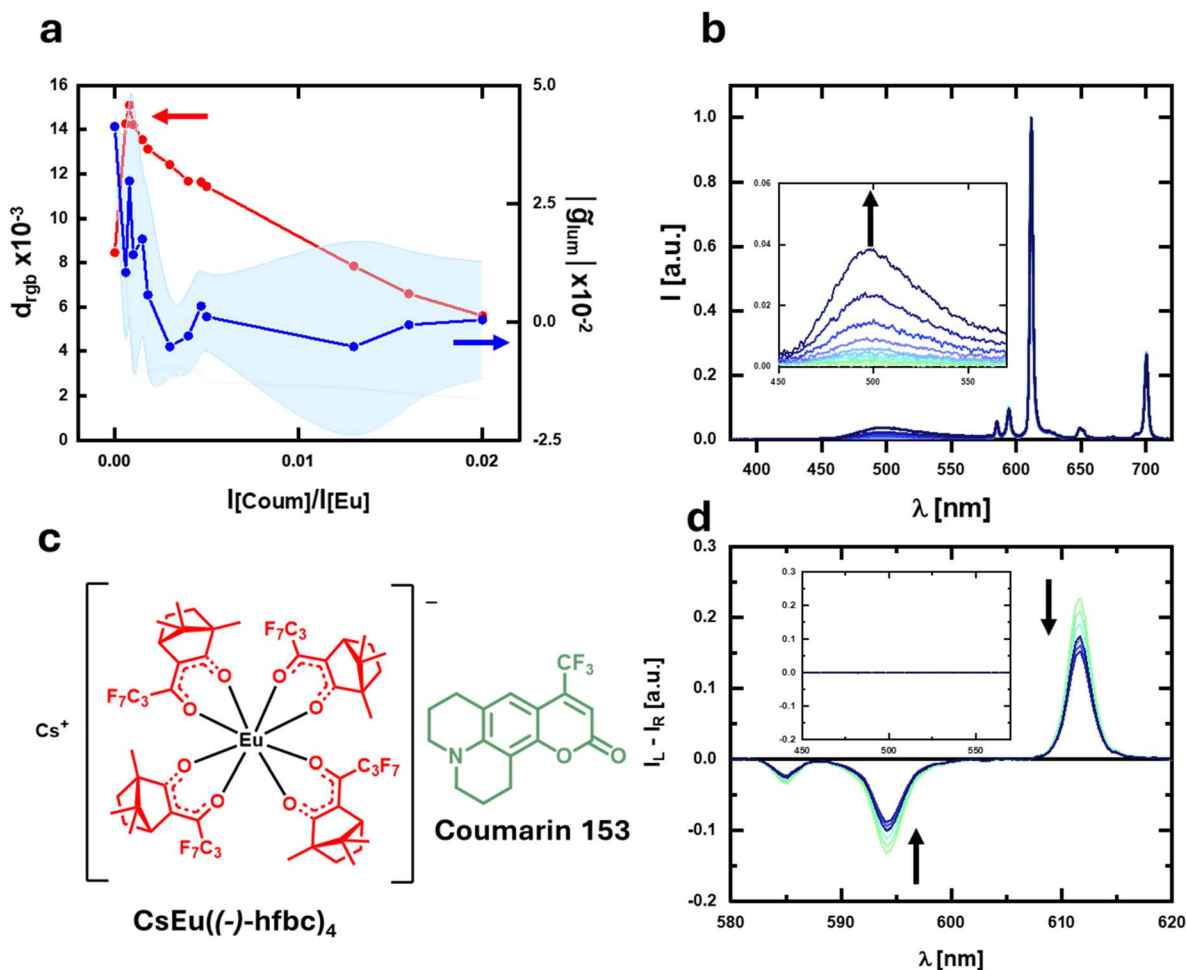 a
16
14
12
10
8
6
4
2
0
d_rgb x10^-3
5.0
2.5
0.0
-2.5
|g̃_lum| x10^-2
0.00
0.01
0.02
I[Coum]/I[Eu]
b
1.0
0.8
0.6
0.4
0.2
0.0
I [a.u.]
0.06
0.04
0.02
0.00
450
500
550
400
450
500
550
600
650
700
λ [nm]
c
Cs+
F7C3
F7C3
C3F7
F7C3
O
O
O
O
O
O
O
O
Eu
−
CF3
N
O
O
Coumarin 153
CsEu((-)-hfbc)4
d
0.3
0.2
0.1
0.0
-0.1
-0.2
I_L - I_R [a.u.]
0.3
0.2
0.1
0.0
-0.1
-0.2
450
500
550
580
590
600
610
620
λ [nm]